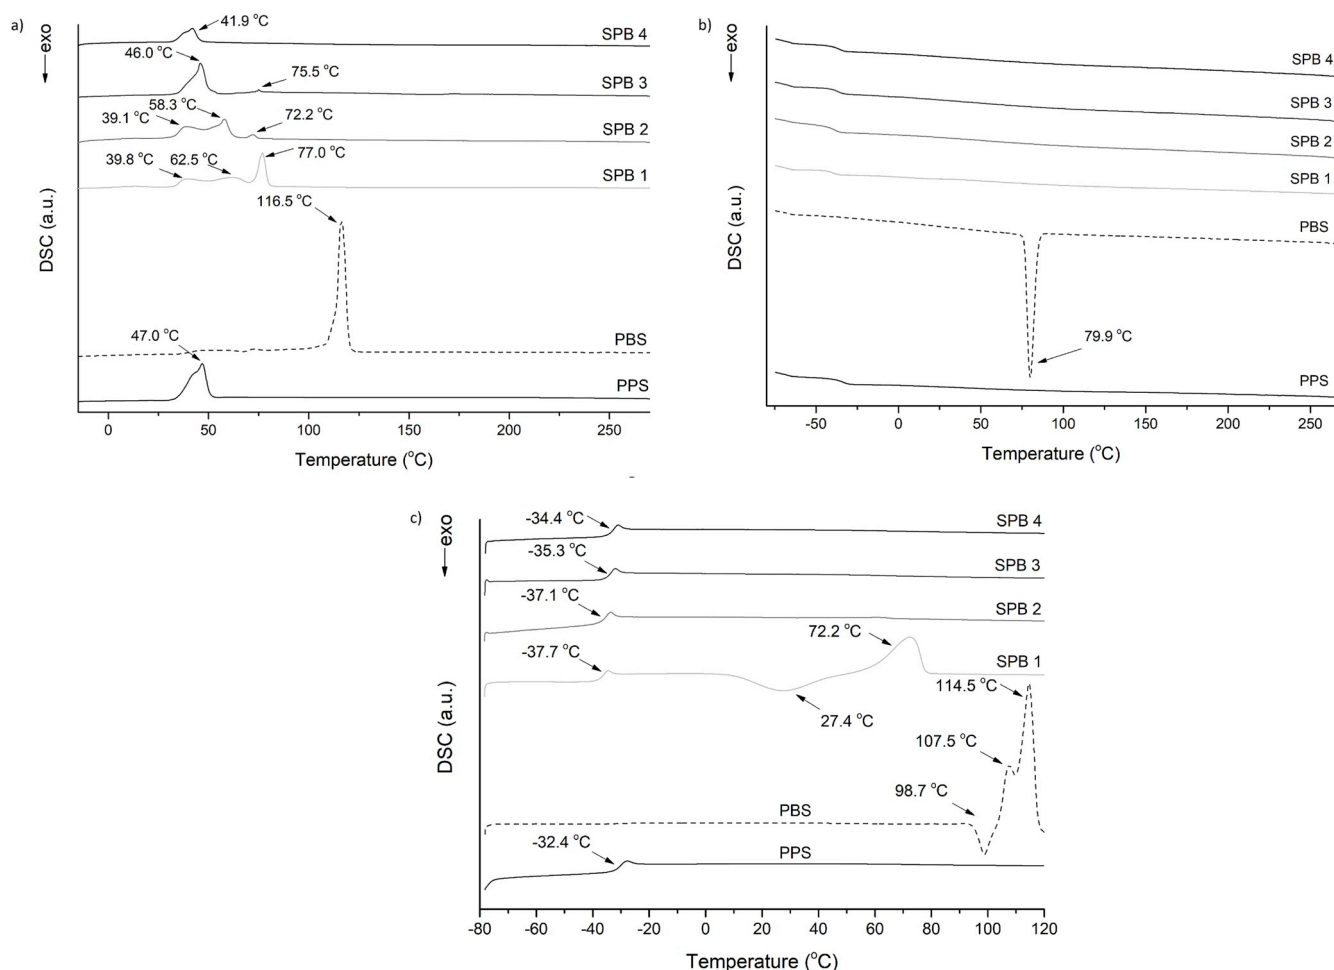 a)
exo
DSC (a.u.)
41.9 °C
SPB 4
46.0 °C
75.5 °C
SPB 3
58.3 °C
39.1 °C
72.2 °C
SPB 2
39.8 °C
62.5 °C
77.0 °C
SPB 1
116.5 °C
PBS
47.0 °C
PPS
0 50 100 150 200 250
Temperature (°C)
b)
exo
DSC (a.u.)
SPB 4
SPB 3
SPB 2
SPB 1
PBS
79.9 °C
PPS
-50 0 50 100 150 200 250
Temperature (°C)
c)
exo
DSC (a.u.)
-34.4 °C
SPB 4
-35.3 °C
SPB 3
-37.1 °C
SPB 2
72.2 °C
-37.7 °C
SPB 1
27.4 °C
114.5 °C
107.5 °C
98.7 °C
PBS
-32.4 °C
PPS
-80 -60 -40 -20 0 20 40 60 80 100 120
Temperature (°C)